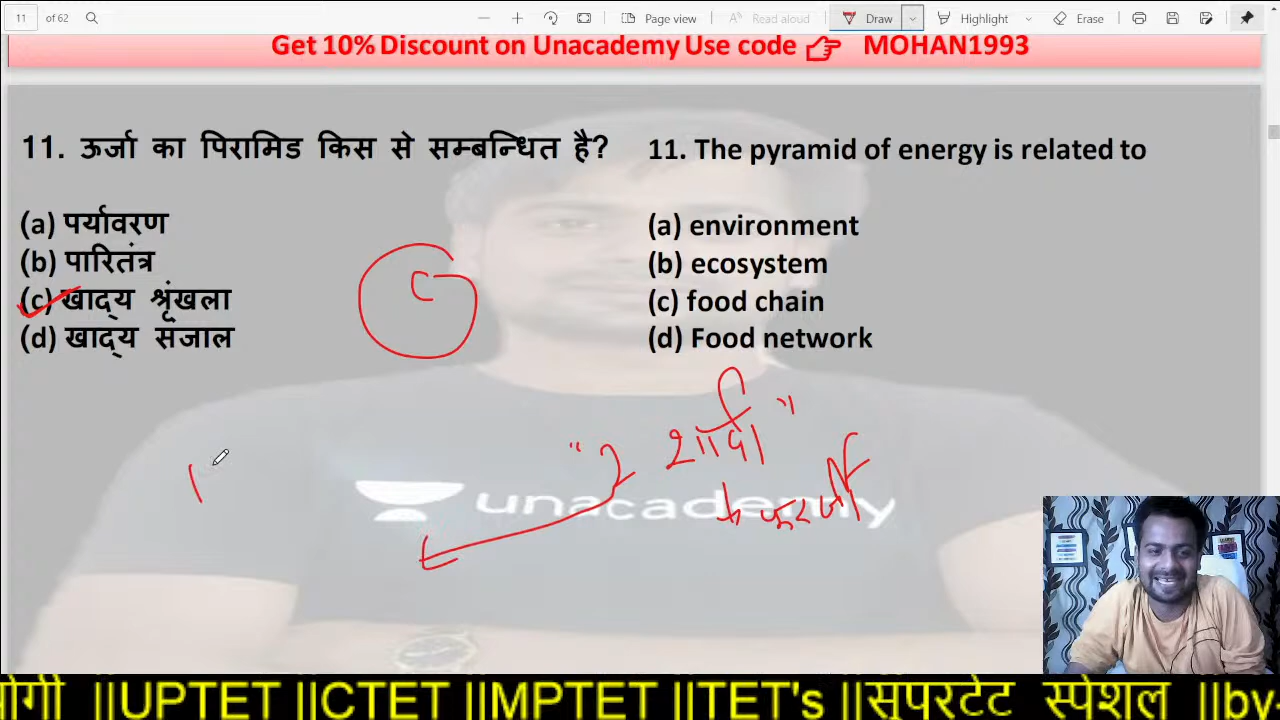 11 of 62 Page view Read aloud Draw Highlight Erase
Get 10% Discount on Unacademy Use code 👉 MOHAN1993
11. ऊर्जा का पिरामिड किस से सम्बन्धित है?
(a) पर्यावरण
(b) पारितंत्र
(c) खाद्य श्रृंखला
(d) खाद्य संजाल
C
11. The pyramid of energy is related to
(a) environment
(b) ecosystem
(c) food chain
(d) Food network
unacademy
योगी ||UPTET ||CTET ||MPTET ||TET's ||सुपरटेट स्पेशल ||by-